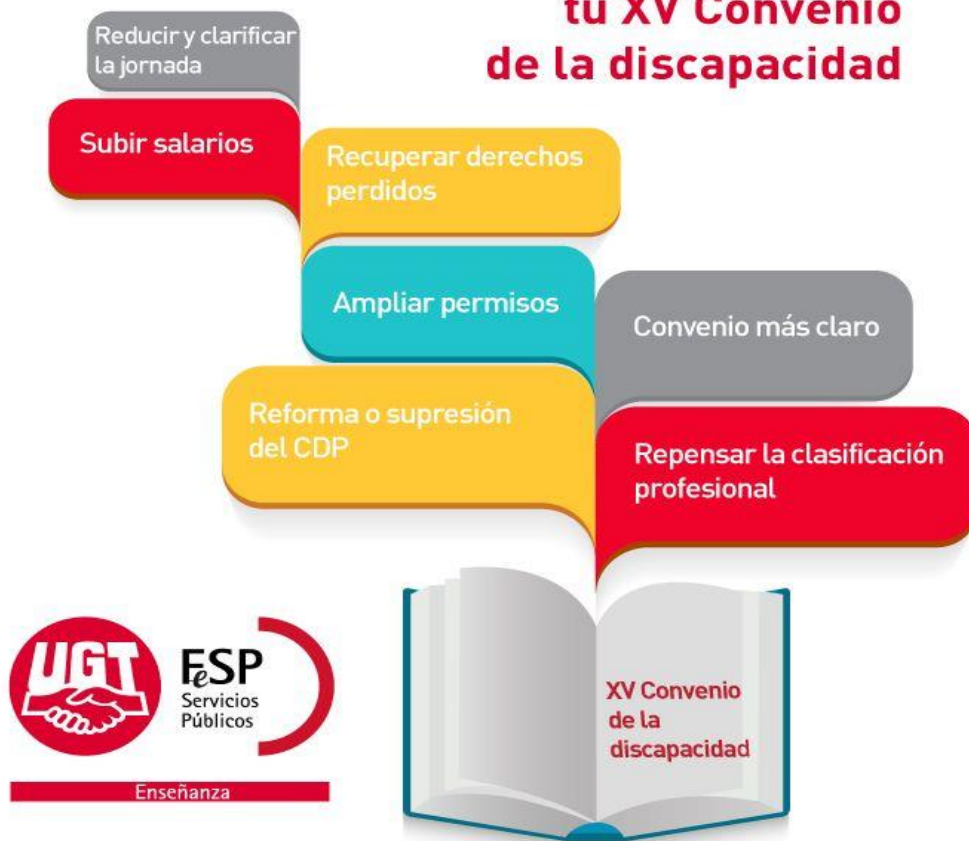 tu XV Convenio
de la discapacidad
Reducir y clarificar
la jornada
Subir salarios
Recuperar derechos
perdidos
Ampliar permisos
Convenio más claro
Reforma o supresión
del CDP
Repensar la clasificación
profesional
UGT
FeSP
Servicios
Públicos
Enseñanza
XV Convenio
de la
discapacidad